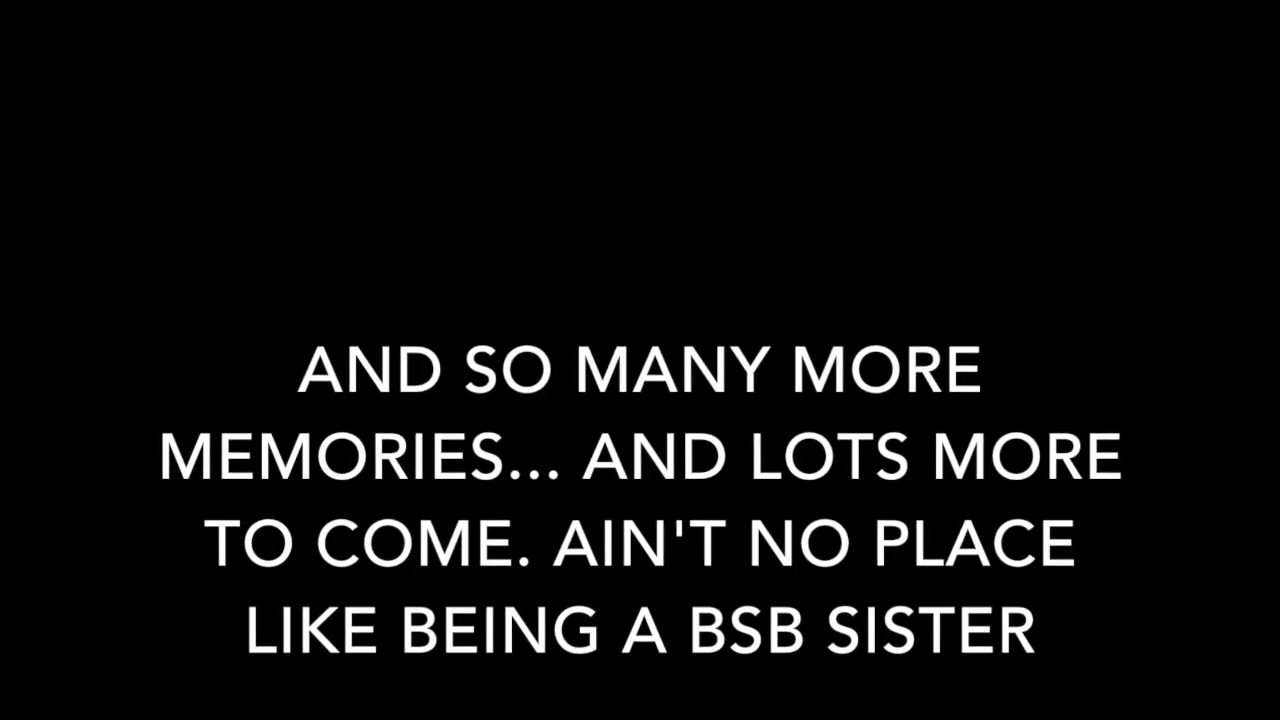 AND SO MANY MORE
MEMORIES... AND LOTS MORE
TO COME. AIN'T NO PLACE
LIKE BEING A BSB SISTER